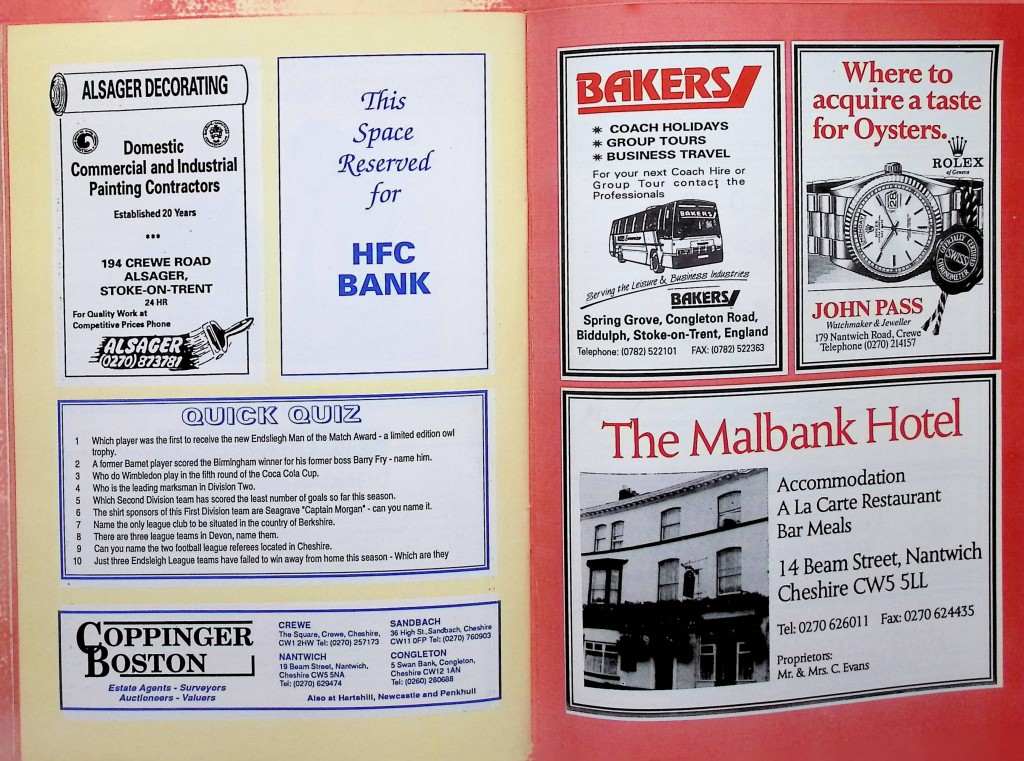 ALSAGER DECORATING
Domestic
Commercial and Industrial
Painting Contractors
Established 20 Years
•••
194 CREWE ROAD
ALSAGER,
STOKE-ON-TRENT
24 HR
For Quality Work at
Competitive Prices Phone
ALSAGER
(0270) 873781
This
Space
Reserved
for
HFC
BANK
QUICK QUIZ
1 Which player was the first to receive the new Endsliegh Man of the Match Award - a limited edition owl
trophy.
2 A former Barnet player scored the Birmingham winner for his former boss Barry Fry - name him.
3 Who do Wimbledon play in the fifth round of the Coca Cola Cup.
4 Who is the leading marksman in Division Two.
5 Which Second Division team has scored the least number of goals so far this season.
6 The shirt sponsors of this First Division team are Seagrave "Captain Morgan" - can you name it.
7 Name the only league club to be situated in the country of Berkshire.
8 There are three league teams in Devon, name them.
9 Can you name the two football league referees located in Cheshire.
10 Just three Endsleigh League teams have failed to win away from home this season - Which are they
COPPINGER
BOSTON
Estate Agents - Surveyors
Auctioneers - Valuers
CREWE
The Square, Crewe, Cheshire,
CW1 2HW Tel: (0270) 257173
NANTWICH
19 Beam Street, Nantwich,
Cheshire CW5 5NA
Tel: (0270) 629474
SANDBACH
36 High St., Sandbach, Cheshire
CW11 0FP Tel: (0270) 760903
CONGLETON
5 Swan Bank, Congleton,
Cheshire CW12 1AN
Tel: (0260) 280688
Also at Hartshill, Newcastle and Penkhull
BAKERS
✳ COACH HOLIDAYS
✳ GROUP TOURS
✳ BUSINESS TRAVEL
For your next Coach Hire or
Group Tour contact the
Professionals
BAKERS
Serving the Leisure & Business Industries
BAKERS
Spring Grove, Congleton Road,
Biddulph, Stoke-on-Trent, England
Telephone: (0782) 522101 FAX: (0782) 522363
Where to
acquire a taste
for Oysters.
ROLEX
of Geneva
SWISS
JOHN PASS
Watchmaker & Jeweller
179 Nantwich Road, Crewe
Telephone (0270) 214157
The Malbank Hotel
Accommodation
A La Carte Restaurant
Bar Meals
14 Beam Street, Nantwich
Cheshire CW5 5LL
Tel: 0270 626011 Fax: 0270 624435
Proprietors:
Mr. & Mrs. C. Evans